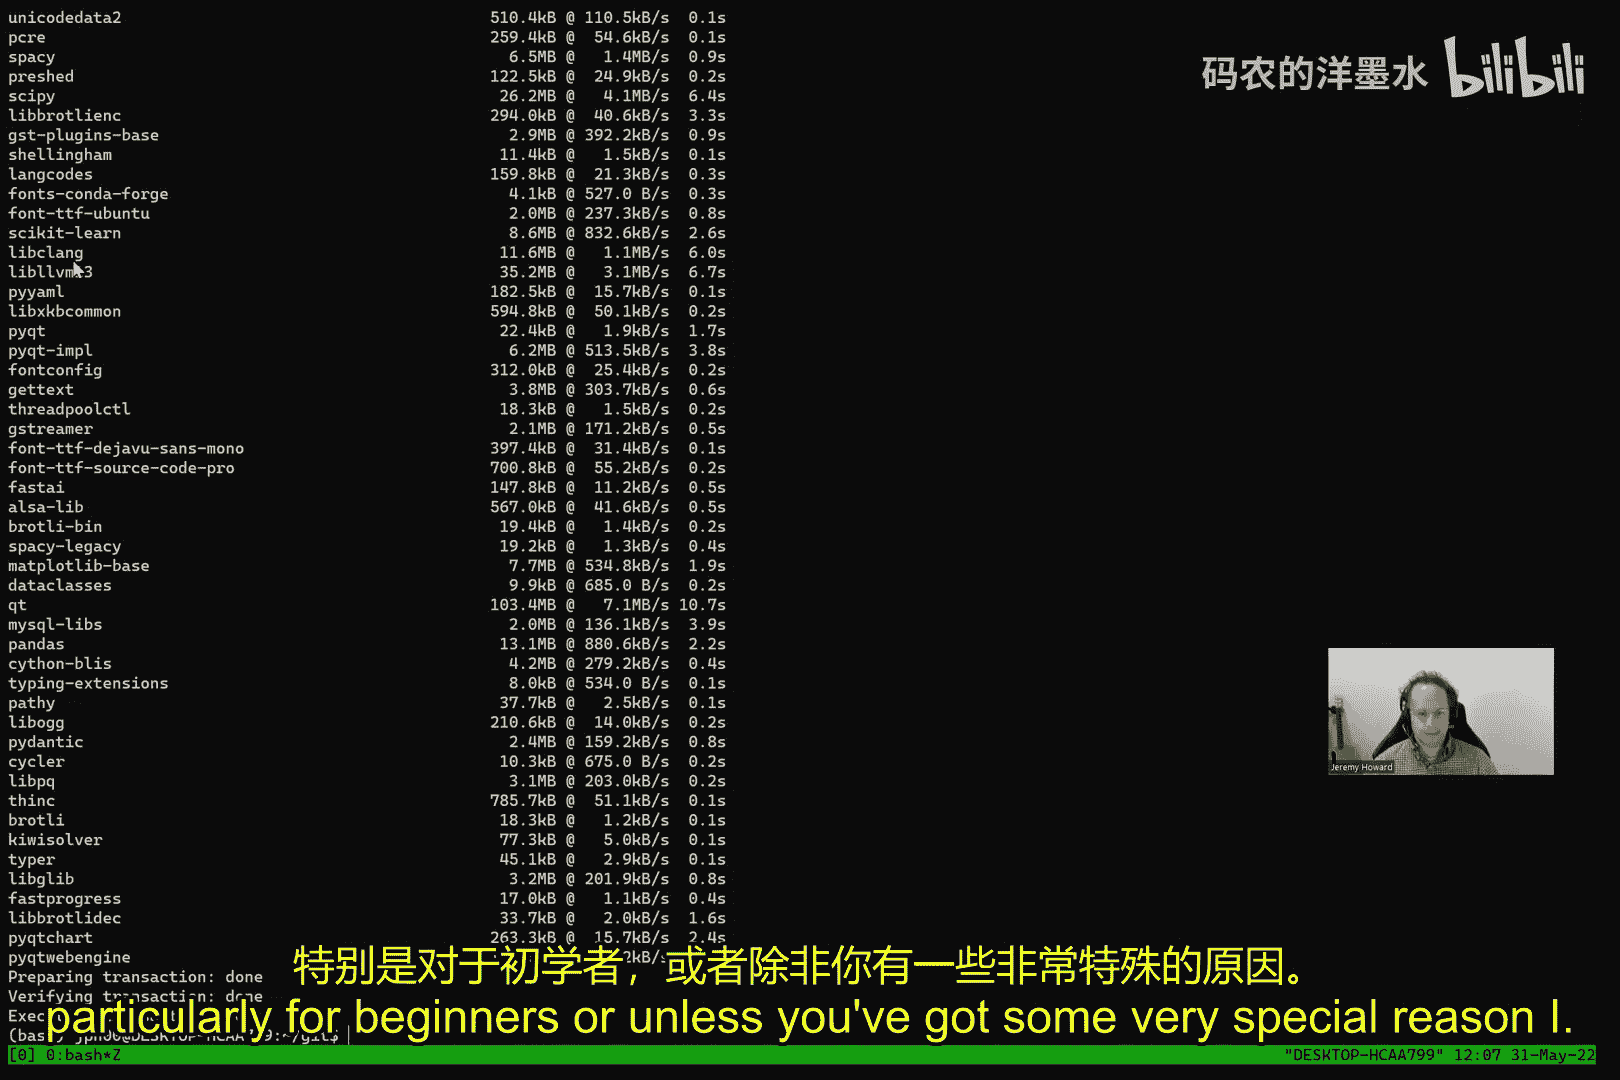 unicodedata2 510.4kB @ 110.5kB/s 0.1s
pcre 259.4kB @ 54.6kB/s 0.1s
spacy 6.5MB @ 1.4MB/s 0.9s
preshed 122.5kB @ 24.9kB/s 0.2s
scipy 26.2MB @ 4.1MB/s 6.4s
libbrotlienc 294.0kB @ 40.6kB/s 3.3s
gst-plugins-base 2.9MB @ 392.2kB/s 0.9s
shellingham 11.4kB @ 1.5kB/s 0.1s
langcodes 159.8kB @ 21.3kB/s 0.3s
fonts-conda-forge 4.1kB @ 527.0 B/s 0.3s
font-ttf-ubuntu 2.0MB @ 237.3kB/s 0.8s
scikit-learn 8.6MB @ 832.6kB/s 2.6s
libclang 11.6MB @ 1.1MB/s 6.0s
35.2MB @ 3.1MB/s 6.7s
pyyaml 182.5kB @ 15.7kB/s 0.1s
libxkbcommon 594.8kB @ 50.1kB/s 0.2s
pyqt 22.4kB @ 1.9kB/s 1.7s
pyqt-impl 6.2MB @ 513.5kB/s 3.8s
fontconfig 312.0kB @ 25.4kB/s 0.2s
gettext 3.8MB @ 303.7kB/s 0.6s
threadpoolctl 18.3kB @ 1.5kB/s 0.2s
gstreamer 2.1MB @ 171.2kB/s 0.5s
font-ttf-dejavu-sans-mono 397.4kB @ 31.4kB/s 0.1s
font-ttf-source-code-pro 700.8kB @ 55.2kB/s 0.2s
fastai 147.8kB @ 11.2kB/s 0.5s
alsa-lib 567.0kB @ 41.6kB/s 0.5s
brotli-bin 19.4kB @ 1.4kB/s 0.2s
spacy-legacy 19.2kB @ 1.3kB/s 0.4s
matplotlib-base 7.7MB @ 534.8kB/s 1.9s
dataclasses 9.9kB @ 685.0 B/s 0.2s
qt 103.4MB @ 7.1MB/s 10.7s
mysql-libs 2.0MB @ 136.1kB/s 3.9s
pandas 13.1MB @ 880.6kB/s 2.2s
cython-blis 4.2MB @ 279.2kB/s 0.4s
typing-extensions 8.0kB @ 534.0 B/s 0.1s
pathy 37.7kB @ 2.5kB/s 0.1s
libogg 210.6kB @ 14.0kB/s 0.2s
pydantic 2.4MB @ 159.2kB/s 0.8s
cycler 10.3kB @ 675.0 B/s 0.2s
libpq 3.1MB @ 203.0kB/s 0.2s
thinc 785.7kB @ 51.1kB/s 0.1s
brotli 18.3kB @ 1.2kB/s 0.1s
kiwisolver 77.3kB @ 5.0kB/s 0.1s
typer 45.1kB @ 2.9kB/s 0.1s
libglib 3.2MB @ 201.9kB/s 0.8s
fastprogress 17.0kB @ 1.1kB/s 0.4s
libbrotlidec 33.7kB @ 2.0kB/s 1.6s
pyqtchart 263.3kB @ 15.7kB/s 2.4s
pyqtwebengine
Preparing transaction: done
Verifying transaction: done
[0] 0:bash*Z "DESKTOP-HCAA799" 12:07 31-May-22
码农的洋墨水 bilibili
Jeremy Howard
特别是对于初学者，或者除非你有一些非常特殊的原因。
particularly for beginners or unless you've got some very special reason I.